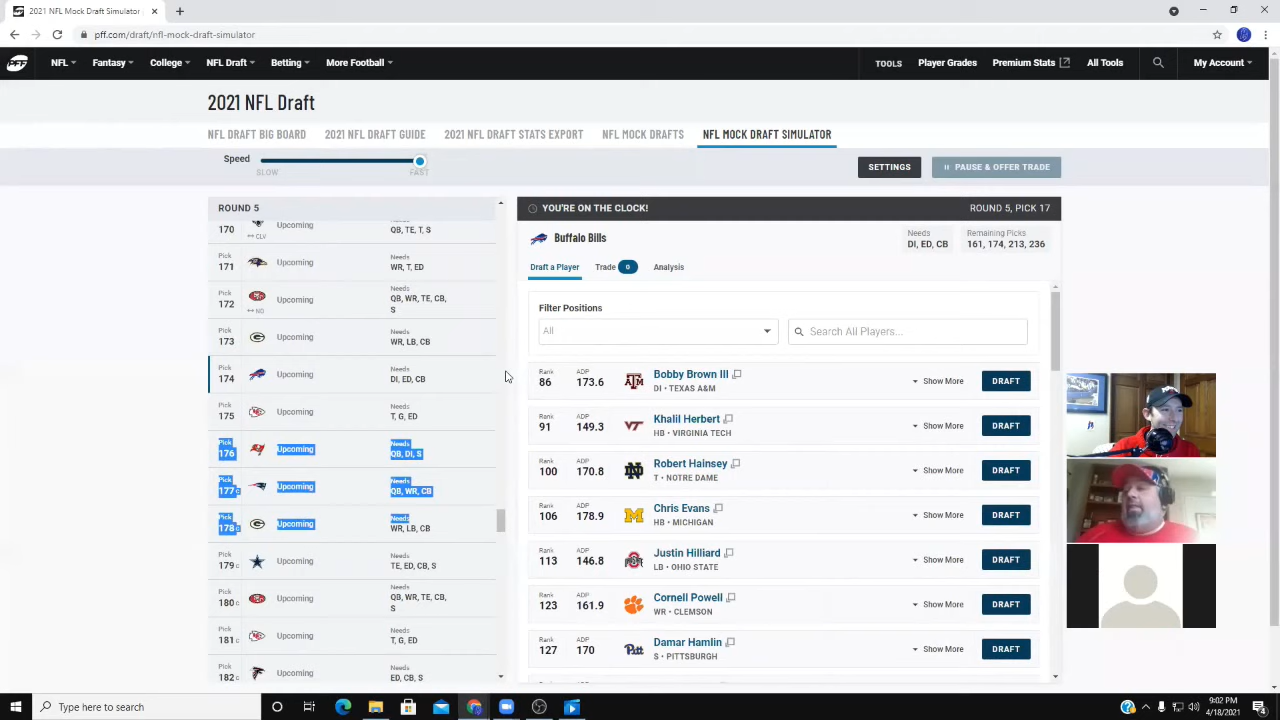 2021 NFL Mock Draft Simulator
pff.com/draft/nfl-mock-draft-simulator
PFF NFL Fantasy College NFL Draft Betting More Football TOOLS Player Grades Premium Stats All Tools My Account
2021 NFL Draft
NFL DRAFT BIG BOARD 2021 NFL DRAFT GUIDE 2021 NFL DRAFT STATS EXPORT NFL MOCK DRAFTS NFL MOCK DRAFT SIMULATOR
Speed
SLOW FAST
SETTINGS PAUSE & OFFER TRADE
ROUND 5
170 Upcoming QB, TE, T, S
CLV
Pick 171 Upcoming Needs WR, T, ED
Pick 172 Upcoming Needs QB, WR, TE, CB, S
NO
Pick 173 Upcoming Needs WR, LB, CB
Pick 174 Upcoming Needs DI, ED, CB
Pick 175 Upcoming Needs T, G, ED
Pick 176 Upcoming Needs QB, DI, S
Pick 177 C Upcoming Needs QB, WR, CB
Pick 178 C Upcoming Needs WR, LB, CB
Pick 179 C Upcoming Needs TE, ED, CB, S
Pick 180 C Upcoming Needs QB, WR, TE, CB, S
Pick 181 C Upcoming Needs T, G, ED
Pick 182 C Upcoming Needs ED, CB, S
YOU'RE ON THE CLOCK! ROUND 5, PICK 17
Buffalo Bills
Needs
DI, ED, CB
Remaining Picks
161, 174, 213, 236
Draft a Player Trade 0 Analysis
Filter Positions
All Search All Players...
Rank 86 ADP 173.6 Bobby Brown III DI • TEXAS A&M Show More DRAFT
Rank 91 ADP 149.3 Khalil Herbert HB • VIRGINIA TECH Show More DRAFT
Rank 100 ADP 170.8 Robert Hainsey T • NOTRE DAME Show More DRAFT
Rank 106 ADP 178.9 Chris Evans HB • MICHIGAN Show More DRAFT
Rank 113 ADP 146.8 Justin Hilliard LB • OHIO STATE Show More DRAFT
Rank 123 ADP 161.9 Cornell Powell WR • CLEMSON Show More DRAFT
Rank 127 ADP 170 Damar Hamlin S • PITTSBURGH Show More DRAFT
Type here to search
9:02 PM
4/18/2021